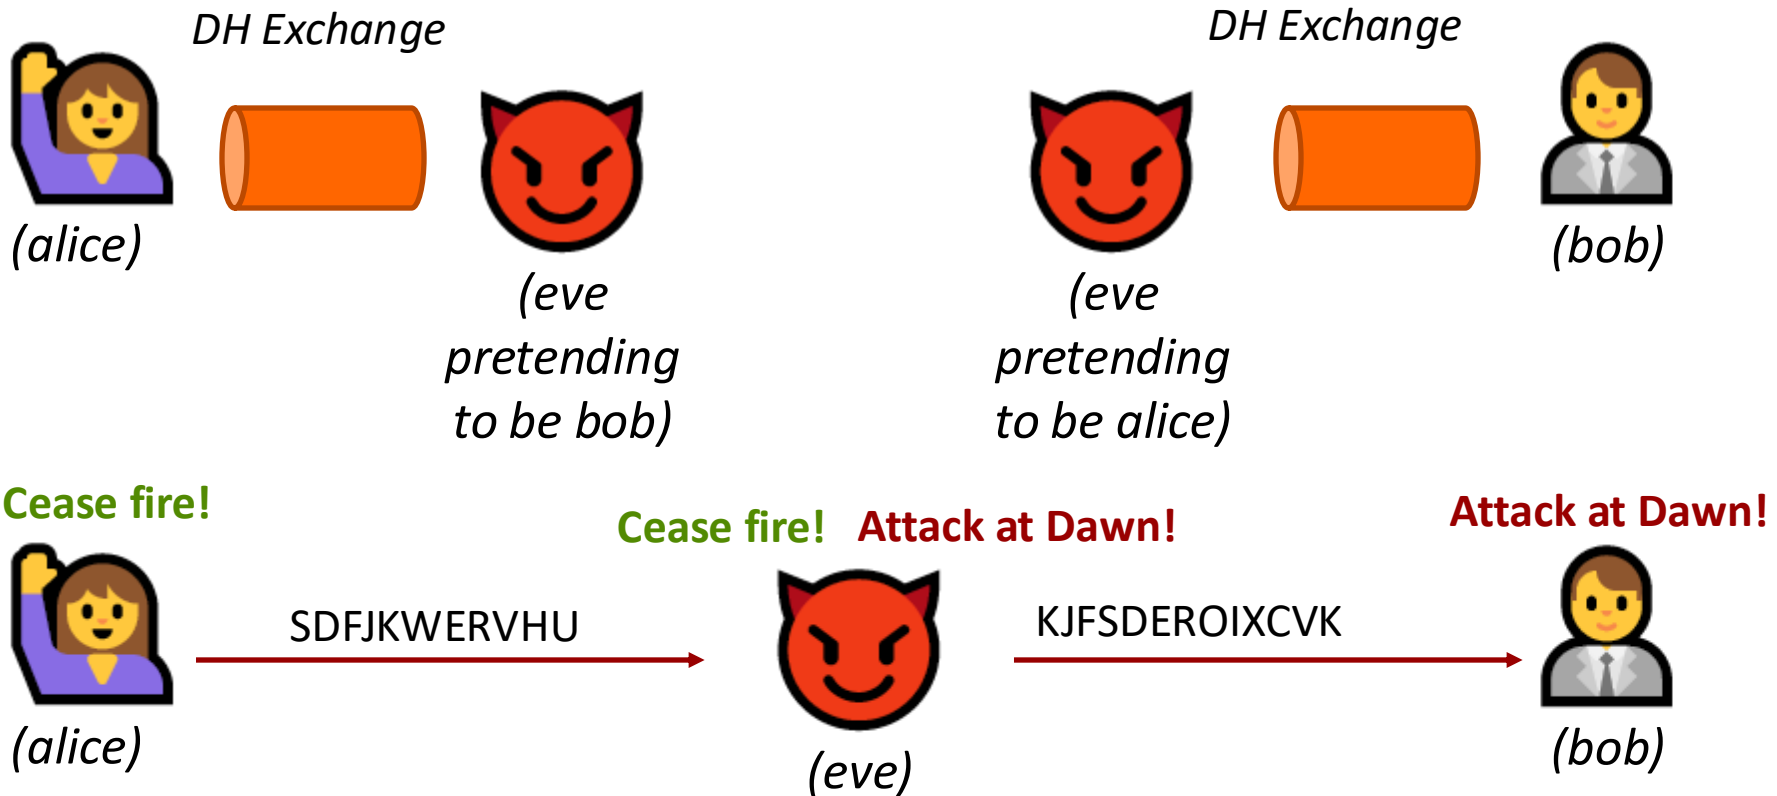 DH Exchange
DH Exchange
(alice)
(eve
pretending
to be bob)
(eve
pretending
to be alice)
(bob)
Cease fire!
Cease fire!
Attack at Dawn!
Attack at Dawn!
SDFJKWERVHU
KJFSDEROIXCVK
(alice)
(eve)
(bob)